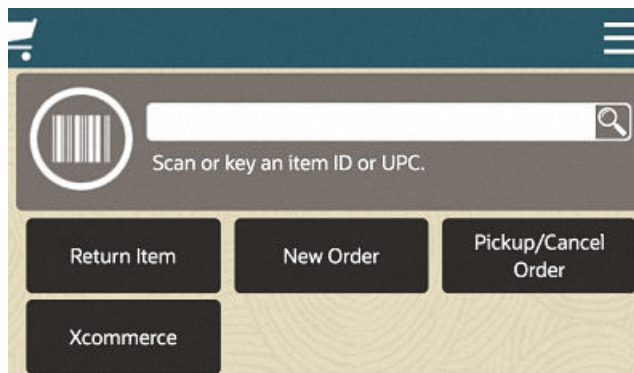 Scan or key an item ID or UPC.
Return Item
New Order
Pickup/Cancel
Order
Xcommerce